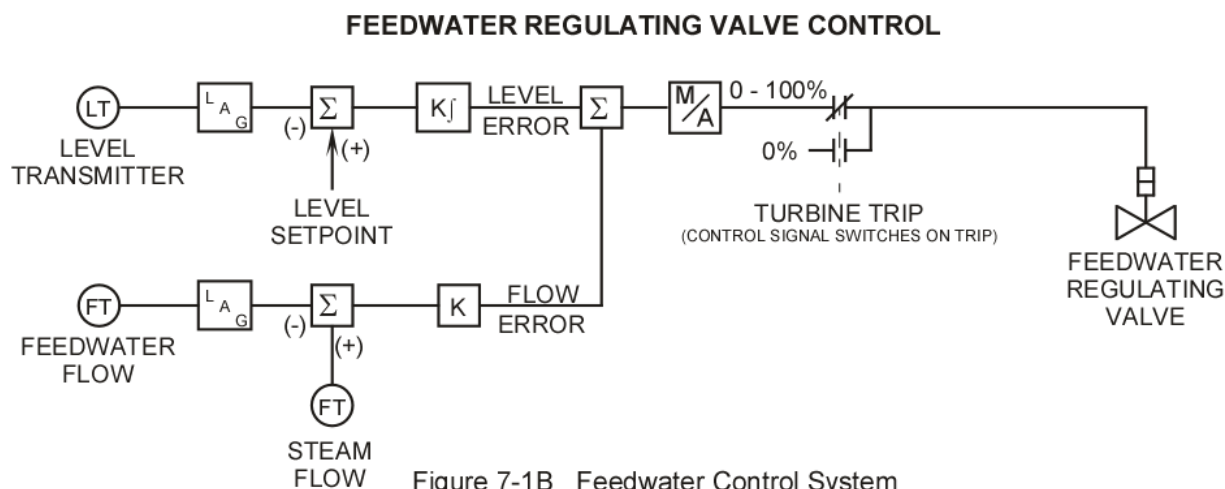 FEEDWATER REGULATING VALVE CONTROL
LT
LEVEL
TRANSMITTER
L
A
G
(-)
Σ
(+)
LEVEL
SETPOINT
K∫
LEVEL
ERROR
Σ
M/A
0 - 100%
0%
TURBINE TRIP
(CONTROL SIGNAL SWITCHES ON TRIP)
FEEDWATER
REGULATING
VALVE
FT
FEEDWATER
FLOW
L
A
G
(-)
Σ
(+)
FT
STEAM
FLOW
K
FLOW
ERROR
Figure 7-1B Feedwater Control System